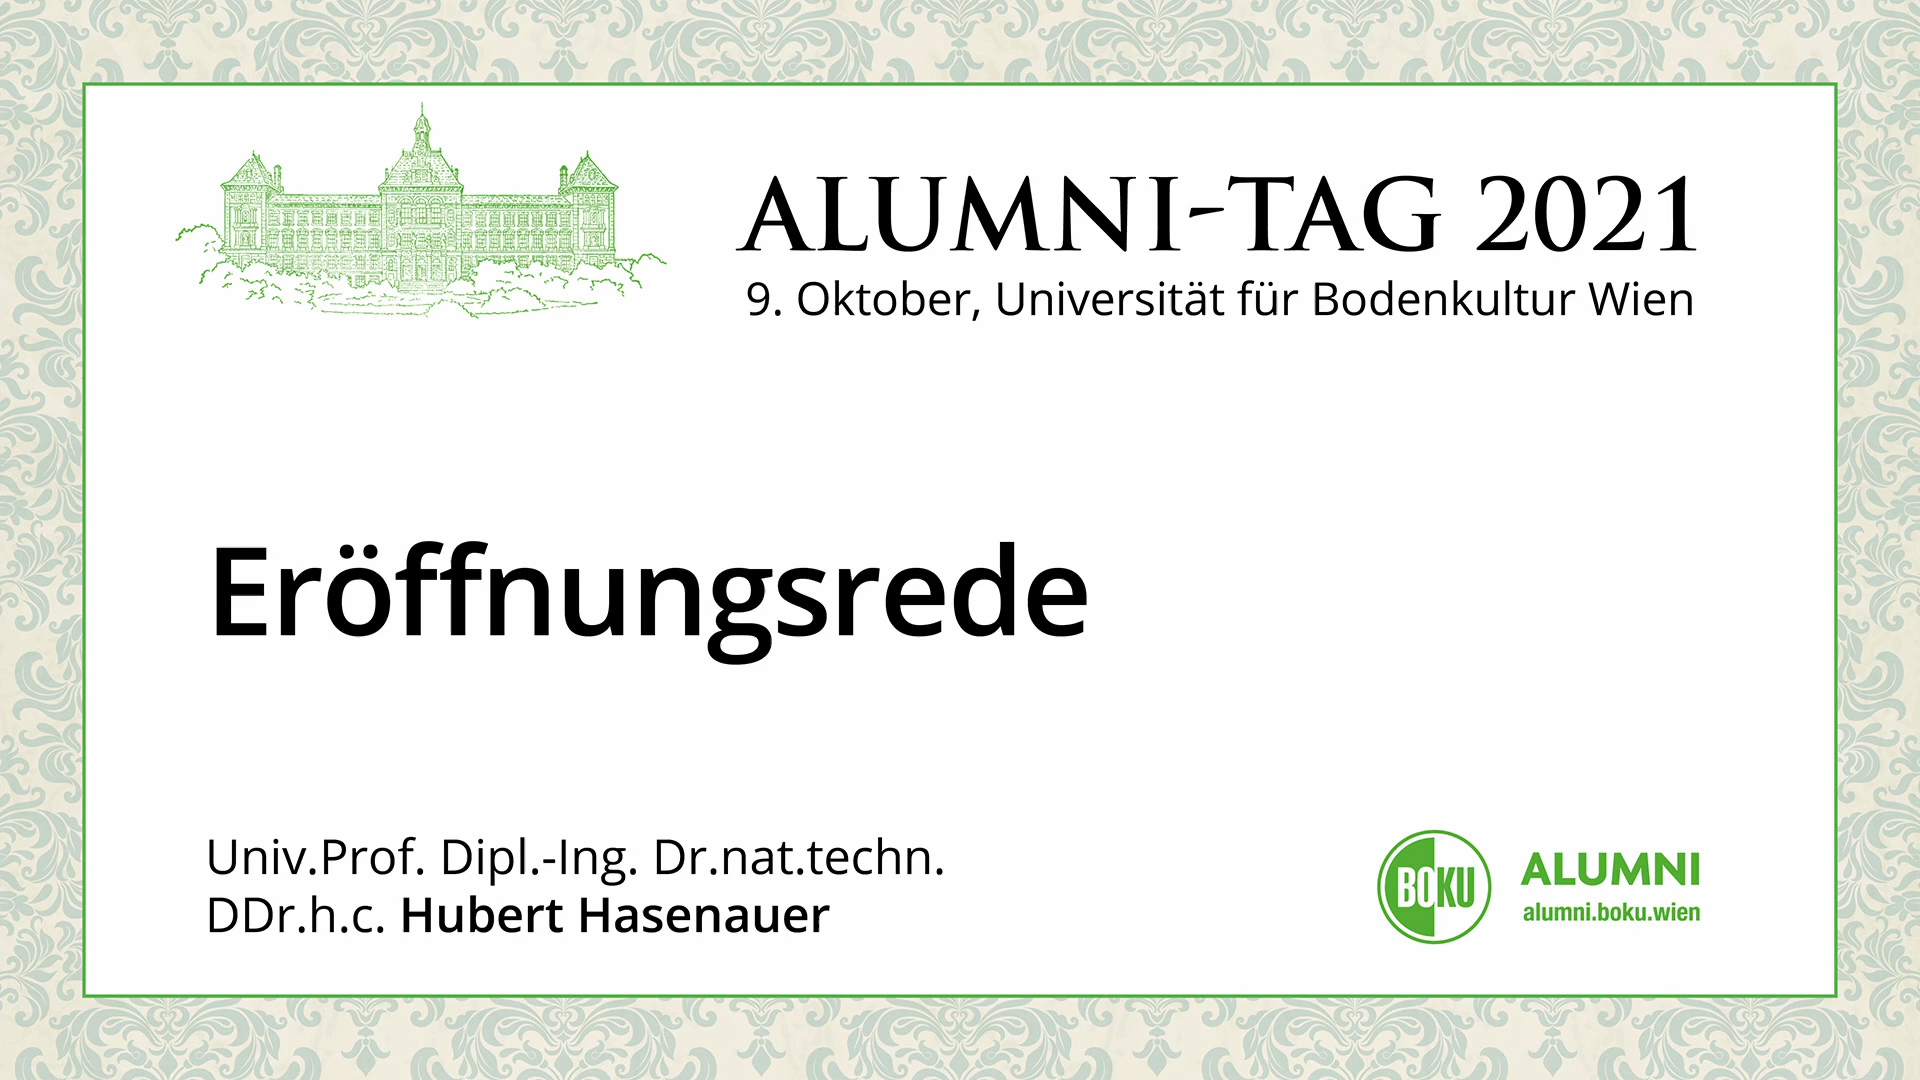 ALUMNI-TAG 2021
9. Oktober, Universität für Bodenkultur Wien
Eröffnungsrede
Univ.Prof. Dipl.-Ing. Dr.nat.techn.
DDr.h.c. Hubert Hasenauer
BOKU
ALUMNI
alumni.boku.wien